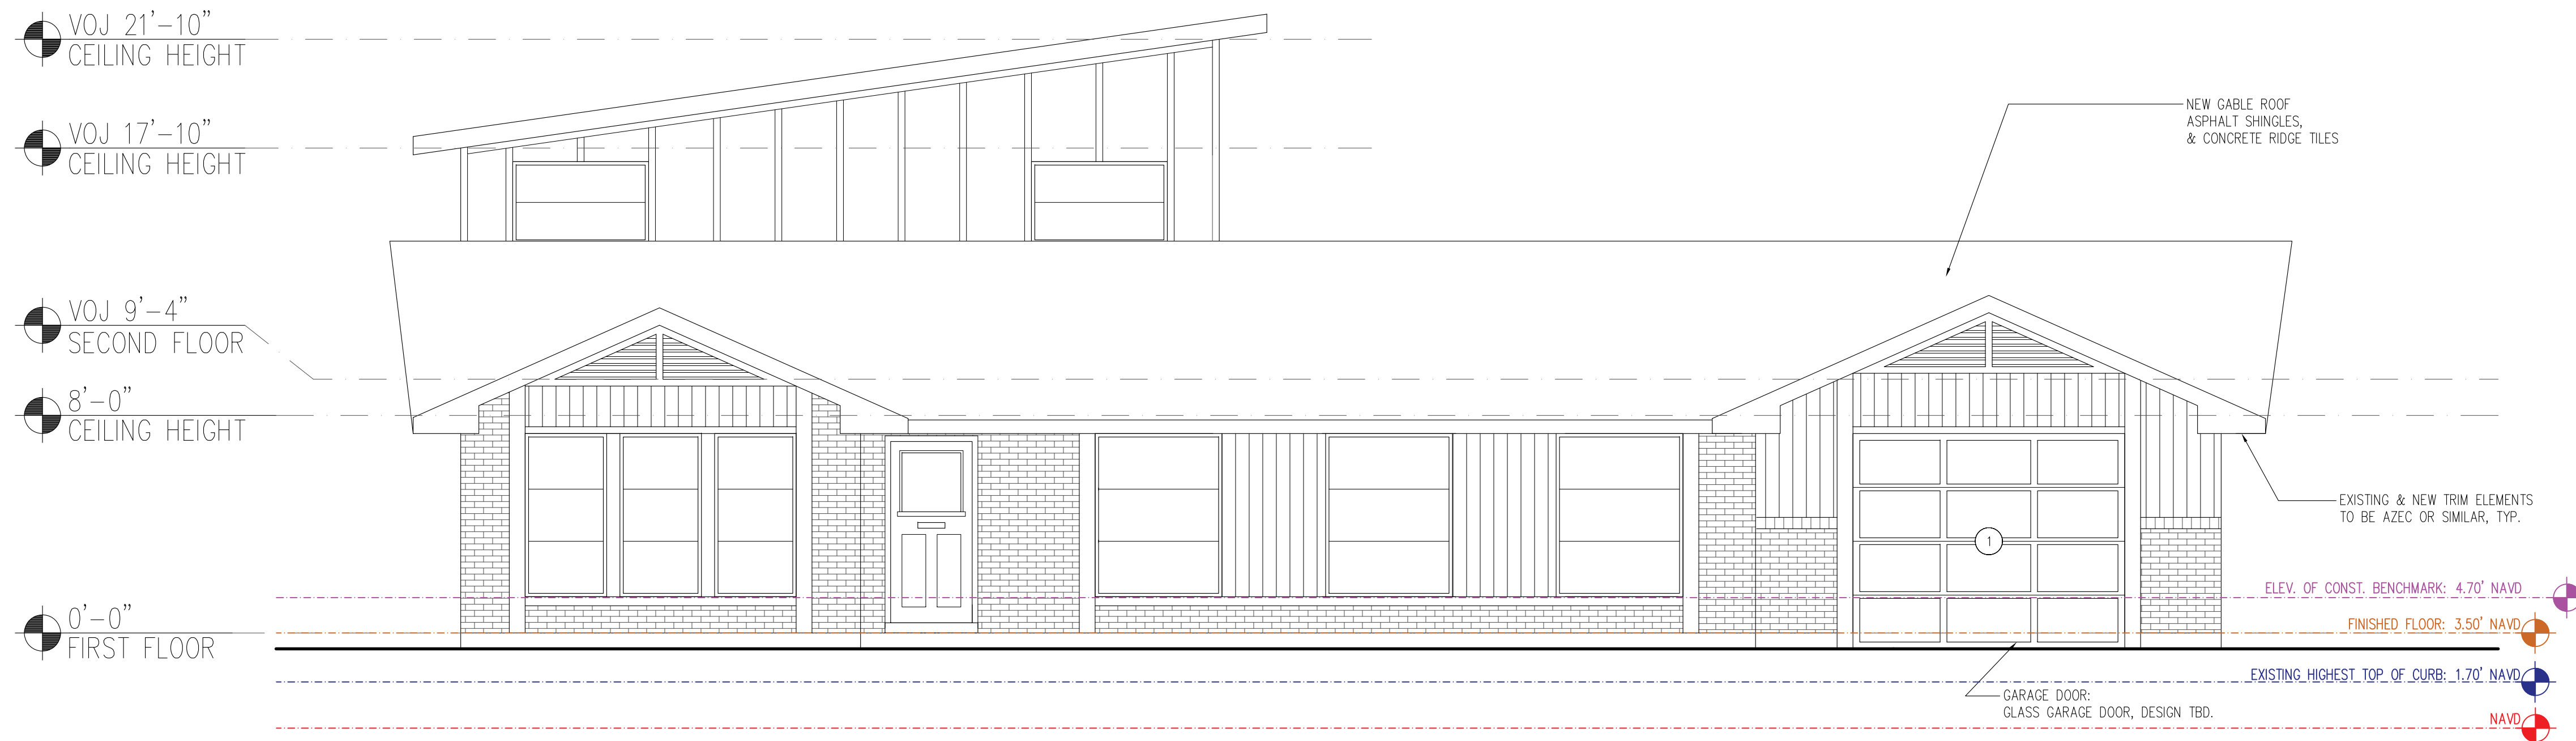 VOJ 21'-10"
CEILING HEIGHT
VOJ 17'-10"
CEILING HEIGHT
NEW GABLE ROOF
ASPHALT SHINGLES,
& CONCRETE RIDGE TILES
VOJ 9'-4"
SECOND FLOOR
8'-0"
CEILING HEIGHT
EXISTING & NEW TRIM ELEMENTS
TO BE AZEC OR SIMILAR, TYP.
1
ELEV. OF CONST. BENCHMARK: 4.70' NAVD
0'-0"
FIRST FLOOR
FINISHED FLOOR: 3.50' NAVD
EXISTING HIGHEST TOP OF CURB: 1.70' NAVD
GARAGE DOOR:
GLASS GARAGE DOOR, DESIGN TBD.
NAVD